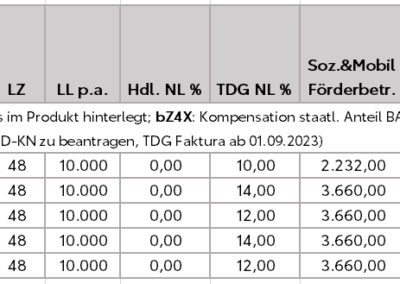 Soz.&Mobil
LZ LL p.a. Hdl. NL % TDG NL % Förderbetr.
im Produkt hinterlegt; bZ4X: Kompensation staatl. Anteil
zu beantragen, TDG Faktura ab 01.09.2023)
48 10.000 0,00 10,00 2.232,00
48 10.000 0,00 14,00 3.660,00
48 10.000 0,00 12,00 3.660,00
48 10.000 0,00 14,00 3.660,00
48 10.000 0,00 12,00 3.660,00